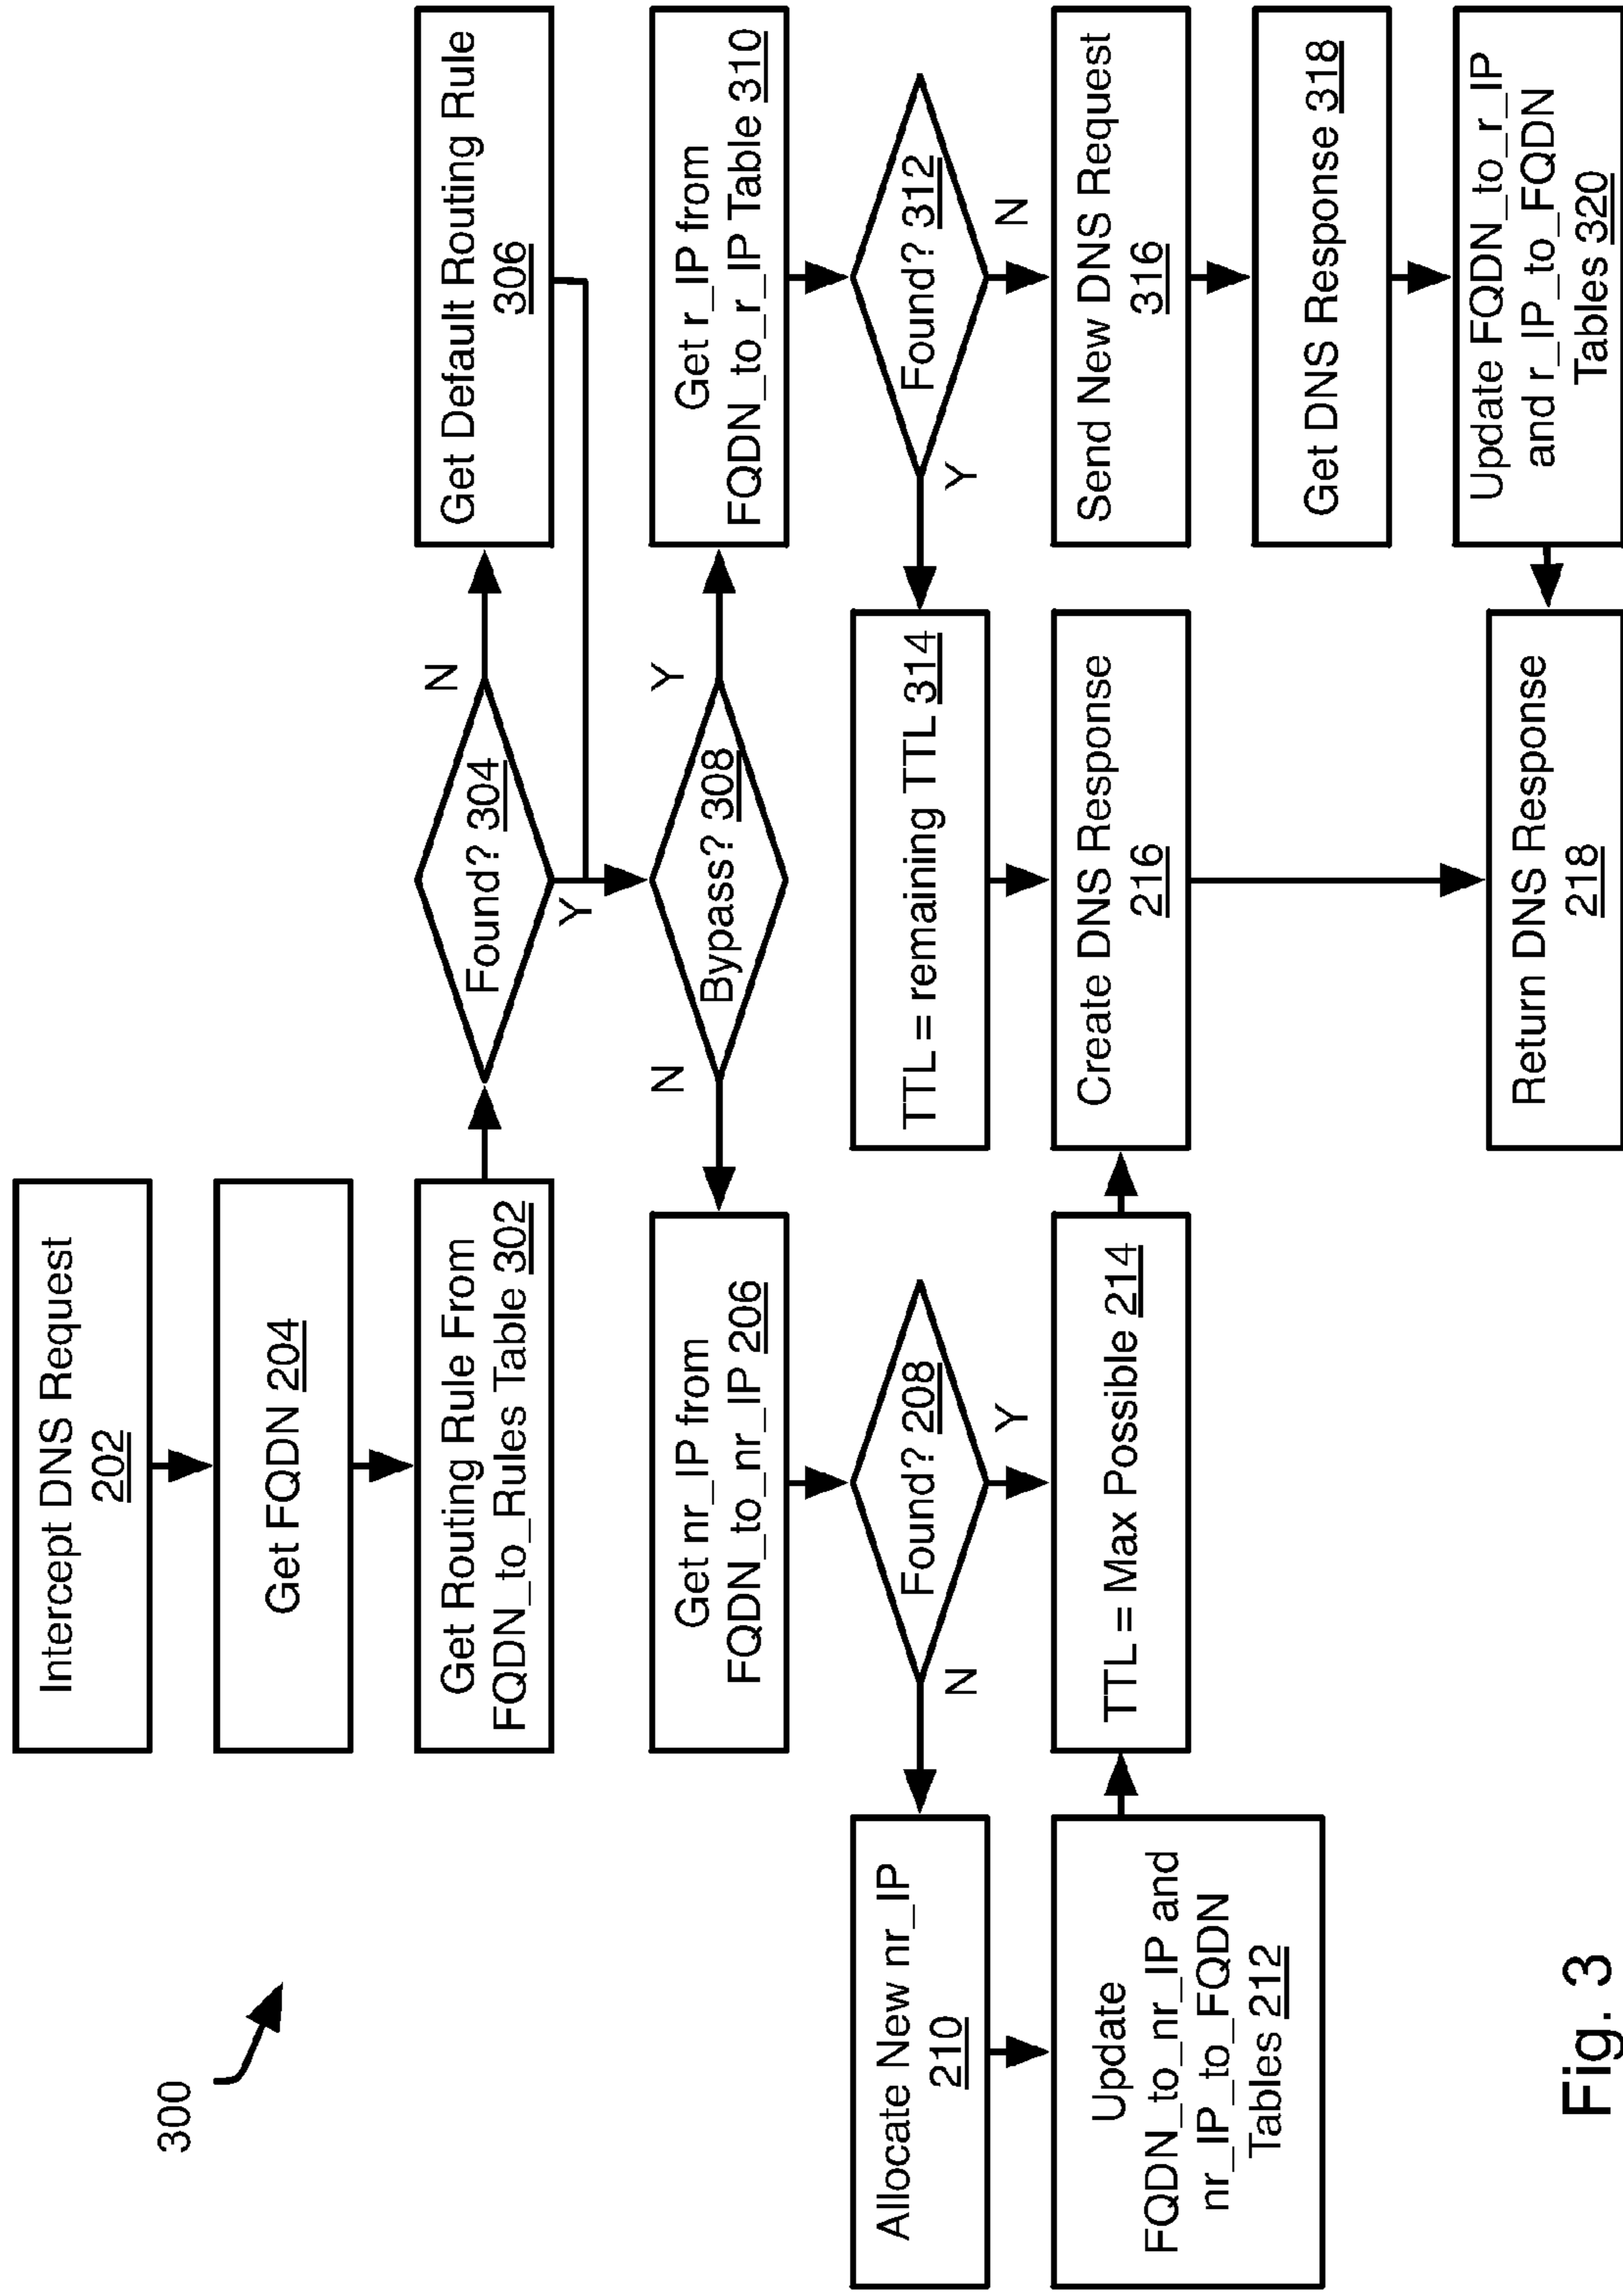 300
Intercept DNS Request
202
Get FQDN 204
Get Routing Rule From
FQDN_to_Rules Table 302
Found? 304
N
Y
Get Default Routing Rule
306
Bypass? 308
N
Y
Get nr_IP from
FQDN_to_nr_IP 206
Get r_IP from
FQDN_to_r_IP Table 310
Found? 208
N
Y
Found? 312
Y
N
Allocate New nr_IP
210
TTL = remaining TTL 314
Update
FQDN_to_nr_IP and
nr_IP_to_FQDN
Tables 212
TTL = Max Possible 214
Create DNS Response
216
Send New DNS Request
316
Get DNS Response 318
Return DNS Response
218
Update FQDN_to_r_IP
and r_IP_to_FQDN
Tables 320
Fig. 3